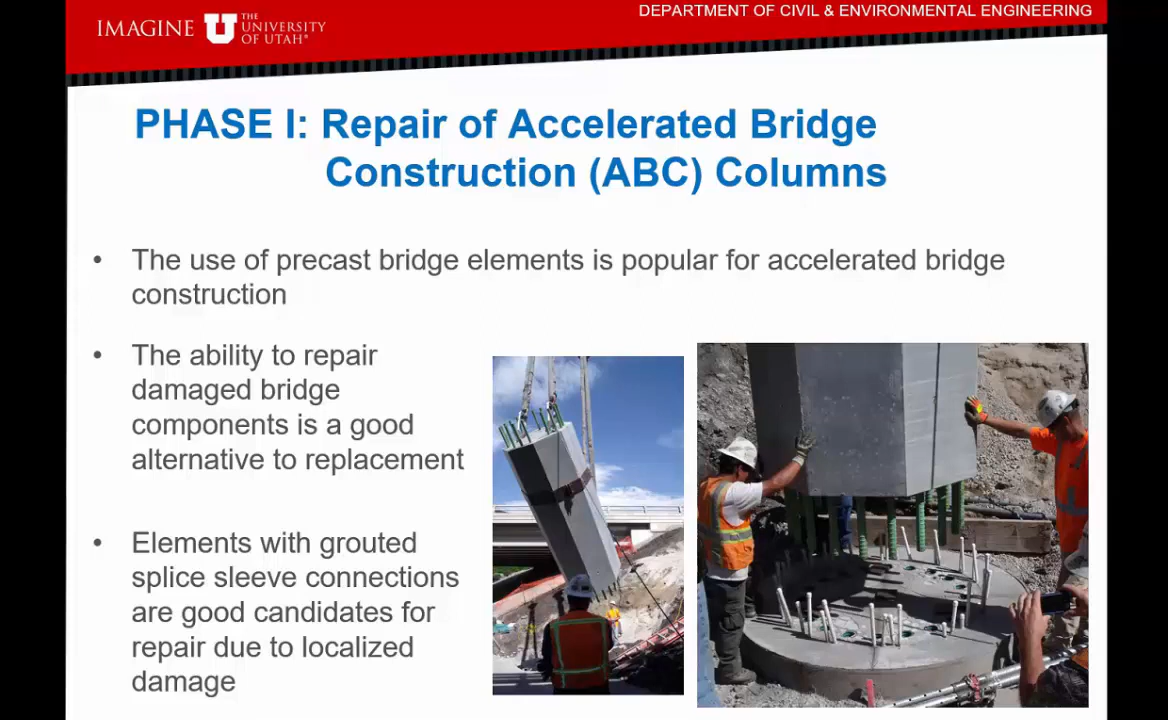 DEPARTMENT OF CIVIL & ENVIRONMENTAL ENGINEERING
IMAGINE U THE UNIVERSITY OF UTAH®
PHASE I: Repair of Accelerated Bridge
Construction (ABC) Columns
• The use of precast bridge elements is popular for accelerated bridge
construction
• The ability to repair
damaged bridge
components is a good
alternative to replacement
• Elements with grouted
splice sleeve connections
are good candidates for
repair due to localized
damage